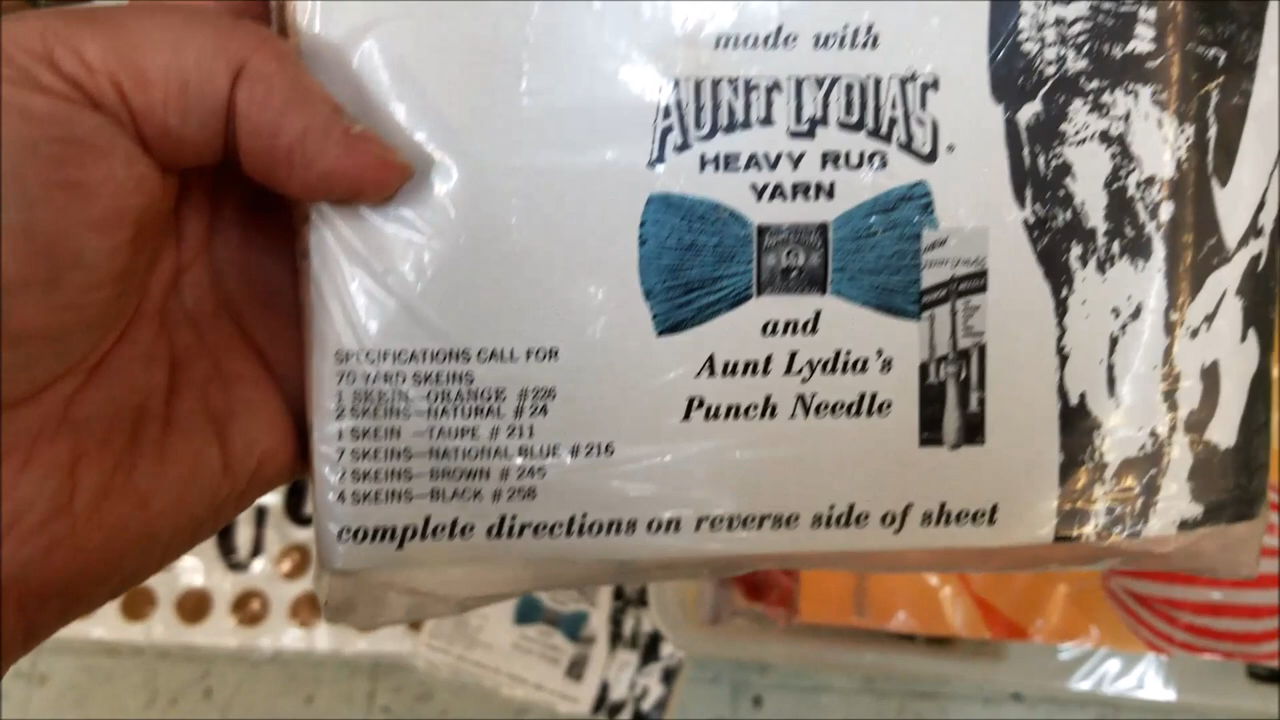 made with
AUNT LYDIA'S
HEAVY RUG
YARN
and
Aunt Lydia's
Punch Needle
SPECIFICATIONS CALL FOR
70 YARD SKEINS
1 SKEIN—ORANGE #226
2 SKEINS—NATURAL #24
1 SKEIN —TAUPE #211
7 SKEINS—NATIONAL BLUE #216
SKEINS—BROWN #245
4 SKEINS—BLACK #258
complete directions on reverse side of sheet